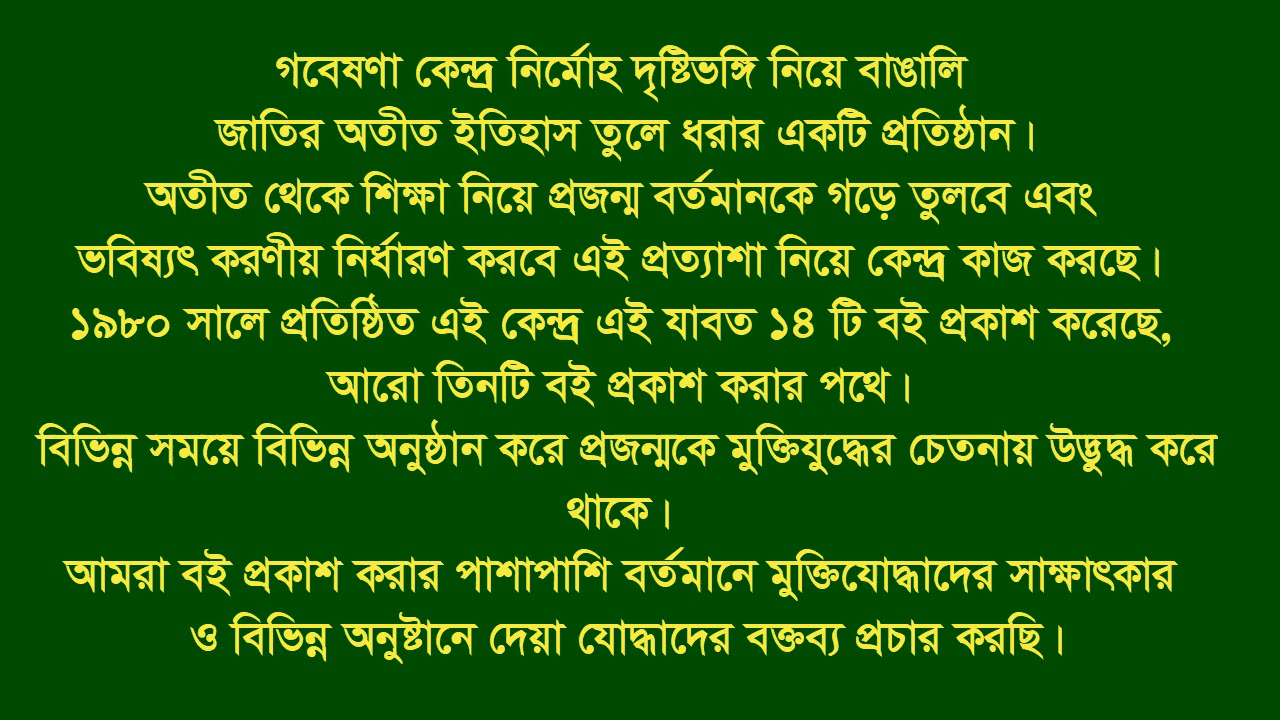 গবেষণা কেন্দ্র নির্মোহ দৃষ্টিভঙ্গি নিয়ে বাঙালি
জাতির অতীত ইতিহাস তুলে ধরার একটি প্রতিষ্ঠান।
অতীত থেকে শিক্ষা নিয়ে প্রজন্ম বর্তমানকে গড়ে তুলবে এবং
ভবিষ্যৎ করণীয় নির্ধারণ করবে এই প্রত্যাশা নিয়ে কেন্দ্র কাজ করছে।
১৯৮০ সালে প্রতিষ্ঠিত এই কেন্দ্র এই যাবত ১৪ টি বই প্রকাশ করেছে,
আরো তিনটি বই প্রকাশ করার পথে।
বিভিন্ন সময়ে বিভিন্ন অনুষ্ঠান করে প্রজন্মকে মুক্তিযুদ্ধের চেতনায় উদ্ভুদ্ধ করে
থাকে।
আমরা বই প্রকাশ করার পাশাপাশি বর্তমানে মুক্তিযোদ্ধাদের সাক্ষাৎকার
ও বিভিন্ন অনুষ্টানে দেয়া যোদ্ধাদের বক্তব্য প্রচার করছি।